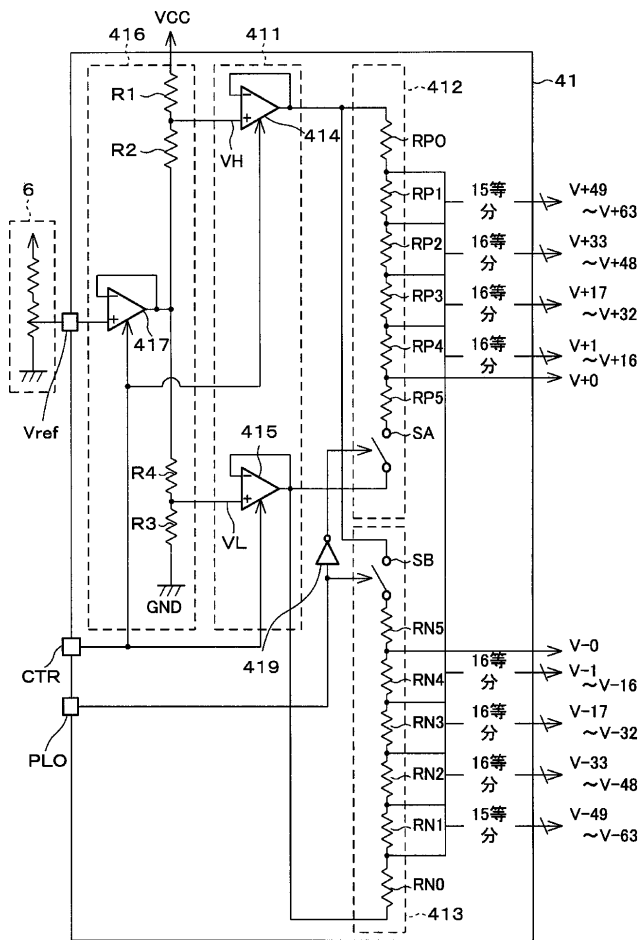 VCC
416
411
412
41
R1
R2
VH
414
RP0
RP1
15等
分
V+49
～V+63
6
RP2
16等
分
V+33
～V+48
417
RP3
16等
分
V+17
～V+32
RP4
16等
分
V+1
～V+16
V+0
RP5
Vref
SA
415
R4
R3
VL
SB
GND
419
RN5
V-0
CTR
RN4
16等
分
V-1
～V-16
PLO
RN3
16等
分
V-17
～V-32
RN2
16等
分
V-33
～V-48
RN1
15等
分
V-49
～V-63
RN0
413